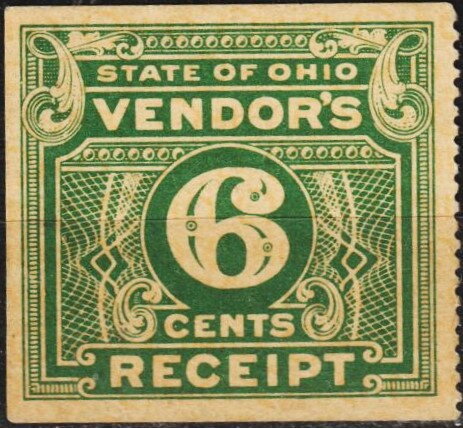 STATE OF OHIO
VENDOR'S
6
CENTS
RECEIPT